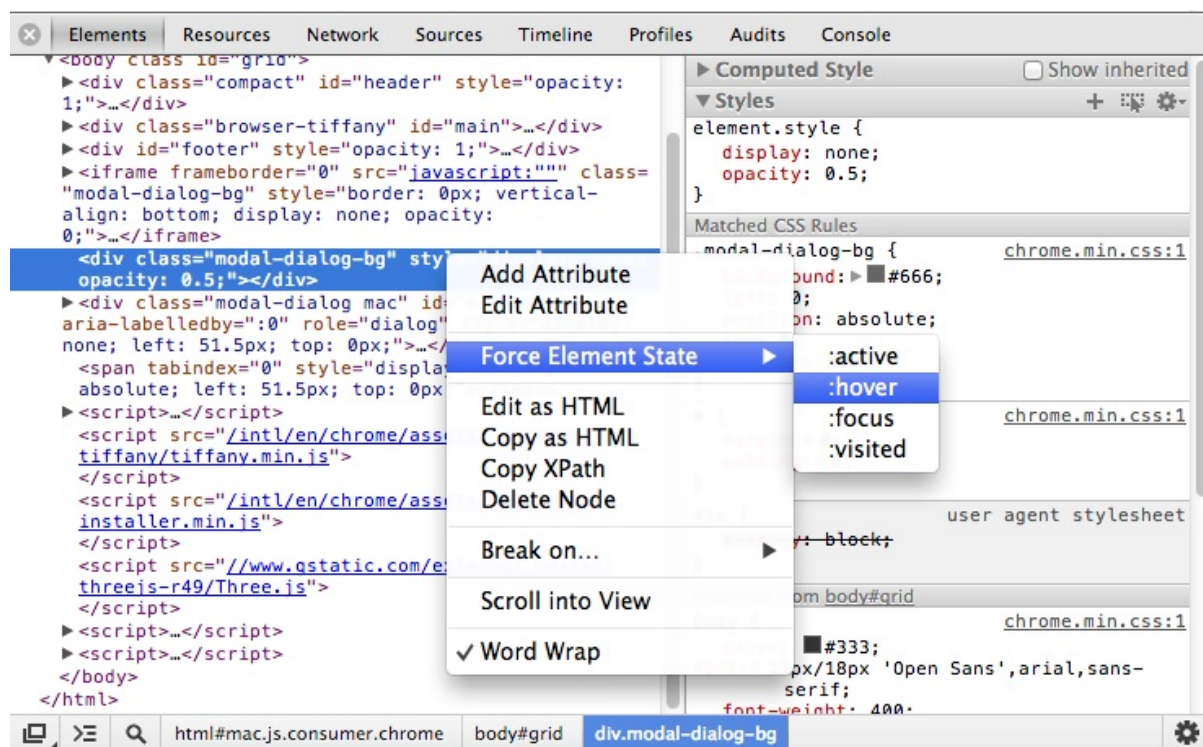 Elements Resources Network Sources Timeline Profiles Audits Console
<body class id="grid">
<div class="compact" id="header" style="opacity:
1;">…</div>
<div class="browser-tiffany" id="main">…</div>
<div id="footer" style="opacity: 1;">…</div>
<iframe frameborder="0" src="javascript:""" class=
"modal-dialog-bg" style="border: 0px; vertical-
align: bottom; display: none; opacity:
0;">…</iframe>
<div class="modal-dialog-bg"
opacity: 0.5;"></div>
<div class="modal-dialog mac"
aria-labelledby=":0" role="dialog"
none; left: 51.5px; top: 0px;">…
<span tabindex="0"
absolute; left: 51.5px; top: 0px
<script>…</script>
<script src="/intl/en/chrome/
tiffany/tiffany.min.js">
</script>
<script src="/intl/en/chrome/
installer.min.js">
</script>
<script src="//www.gstatic.com/
threejs-r49/Three.js">
</script>
<script>…</script>
<script>…</script>
</body>
</html>
Add Attribute
Edit Attribute
Force Element State
Edit as HTML
Copy as HTML
Copy XPath
Delete Node
Break on...
Scroll into View
✓ Word Wrap
:active
:hover
:focus
:visited
Computed Style Show inherited
Styles
element.style {
display: none;
opacity: 0.5;
}
Matched CSS Rules
.modal-dialog-bg { chrome.min.css:1
#666;
0;
absolute;
chrome.min.css:1
user agent stylesheet
block;
body#grid
chrome.min.css:1
#333;
px/18px 'Open Sans',arial,sans-
serif;
font-weight: 400;
html#mac.js.consumer.chrome body#grid div.modal-dialog-bg